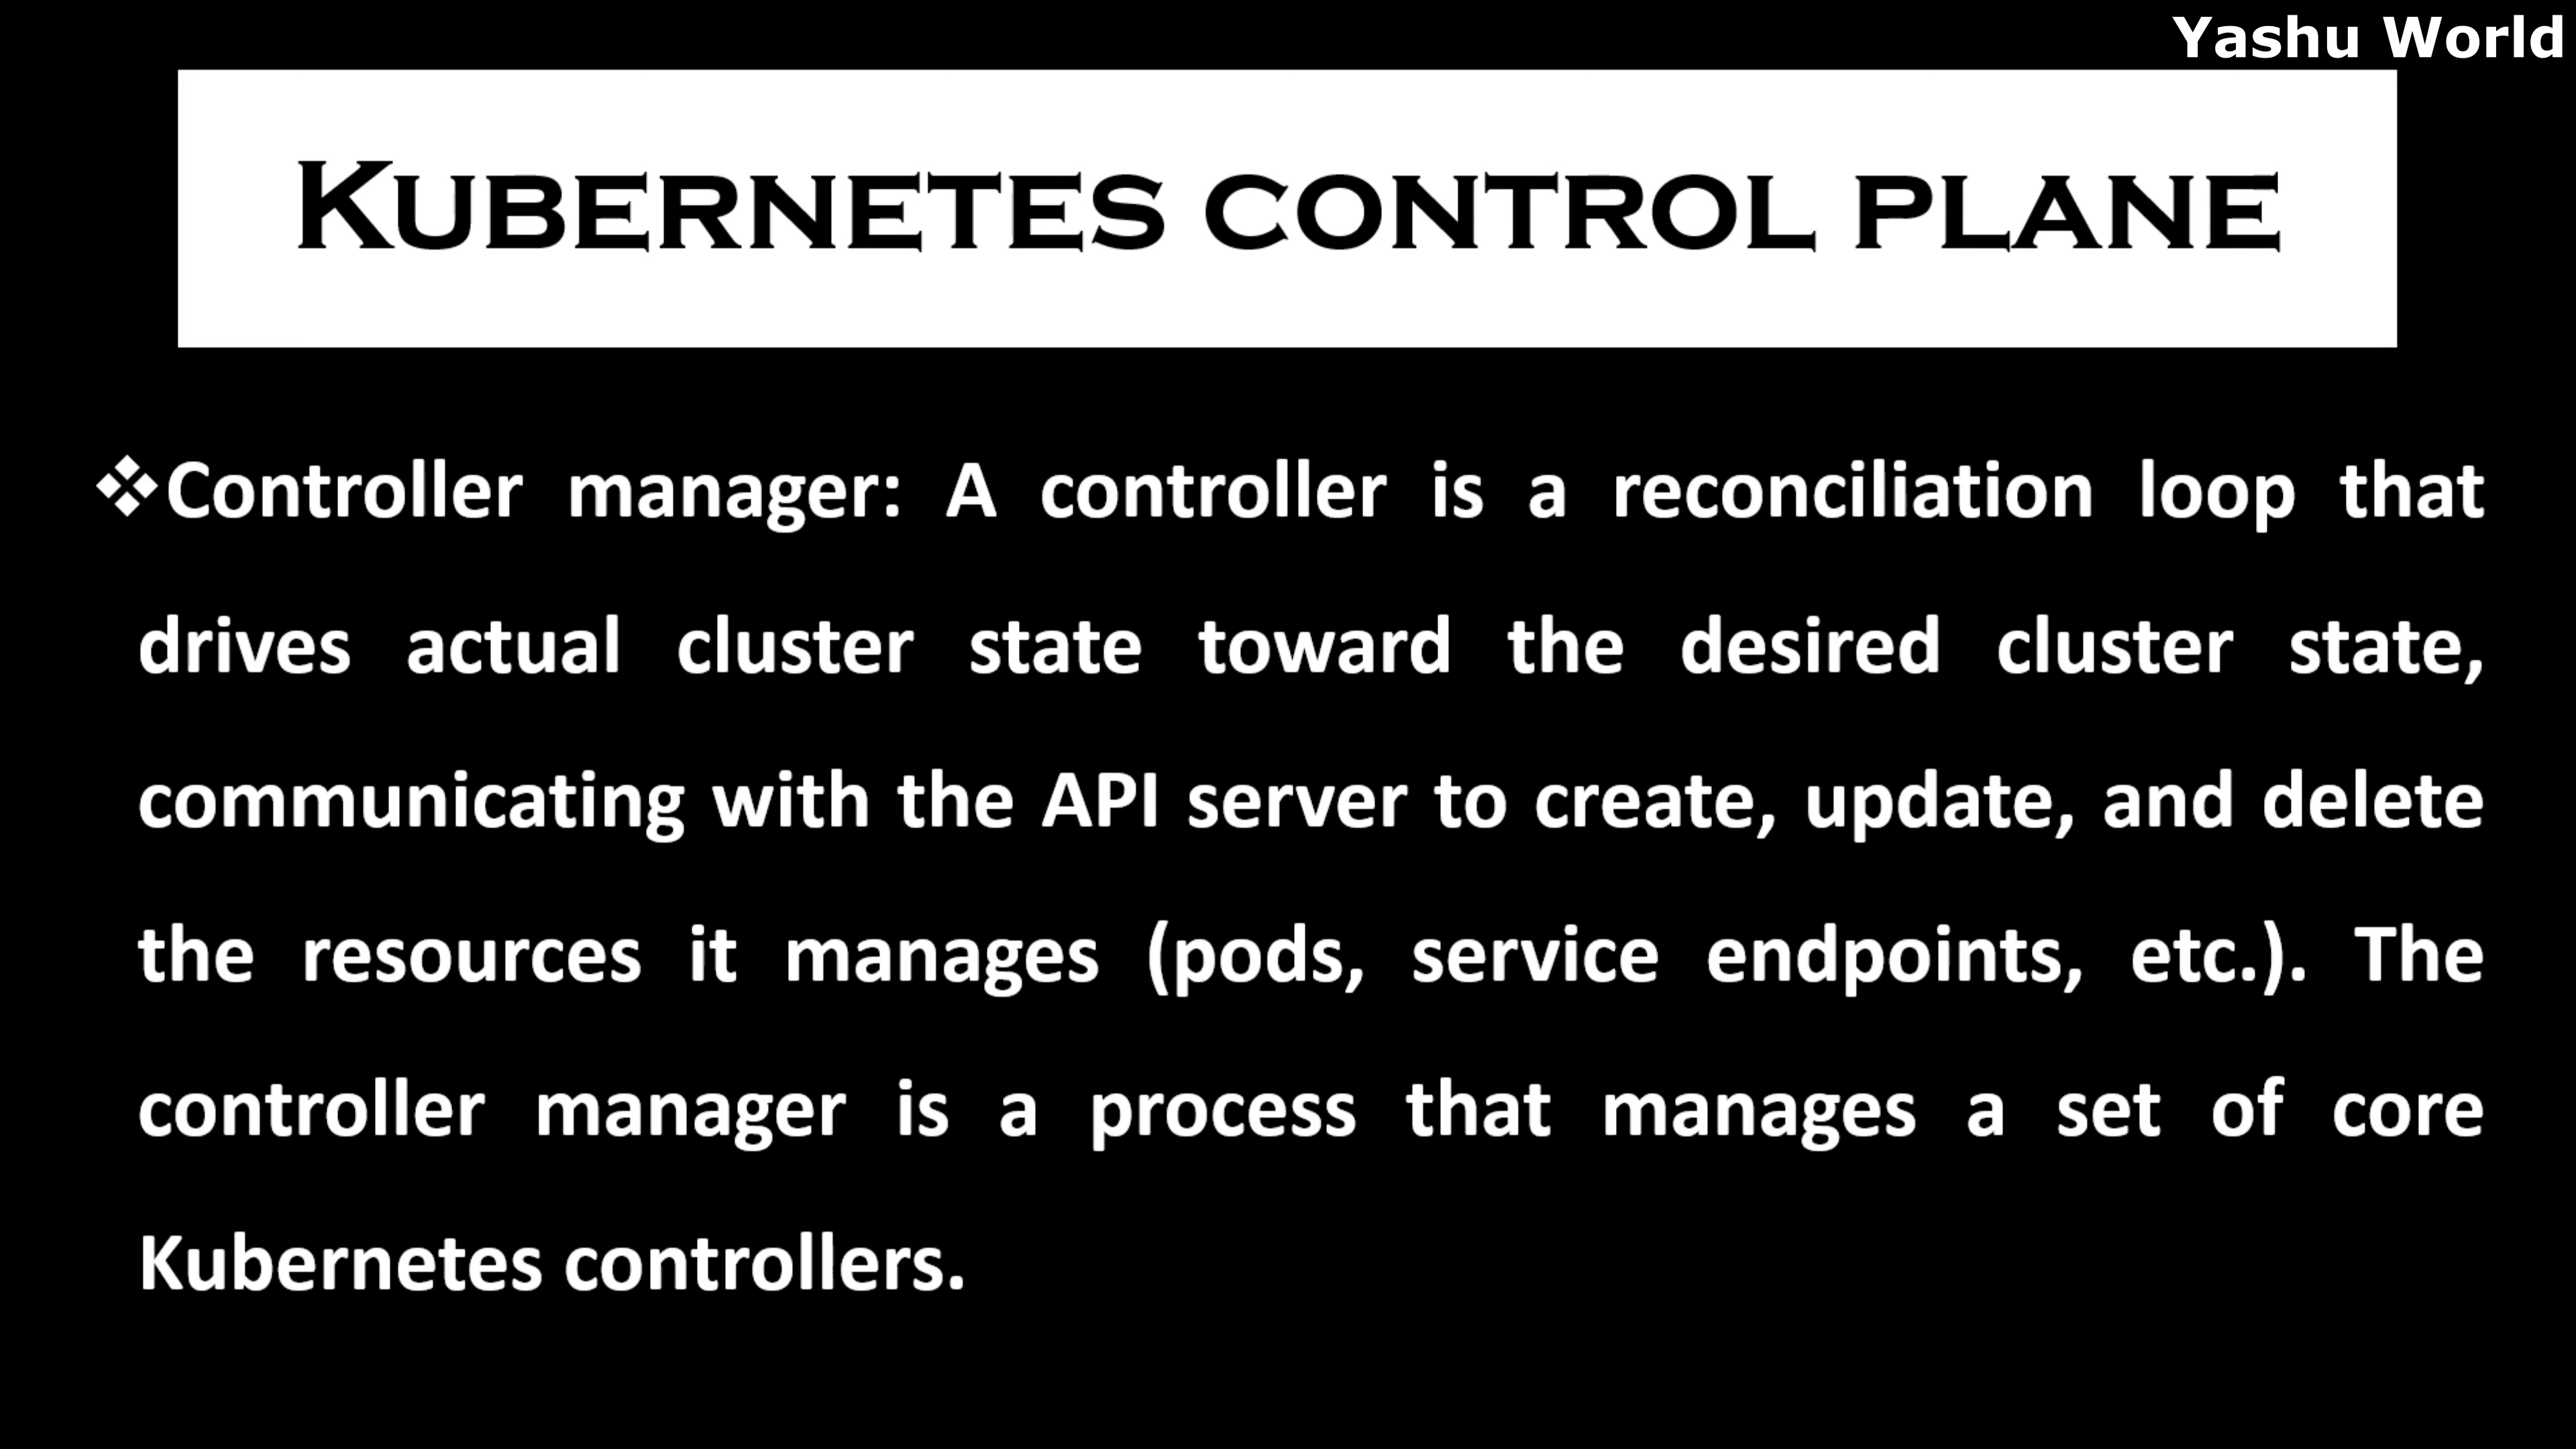 Yashu World
KUBERNETES CONTROL PLANE
❖Controller manager: A controller is a reconciliation loop that
drives actual cluster state toward the desired cluster state,
communicating with the API server to create, update, and delete
the resources it manages (pods, service endpoints, etc.). The
controller manager is a process that manages a set of core
Kubernetes controllers.